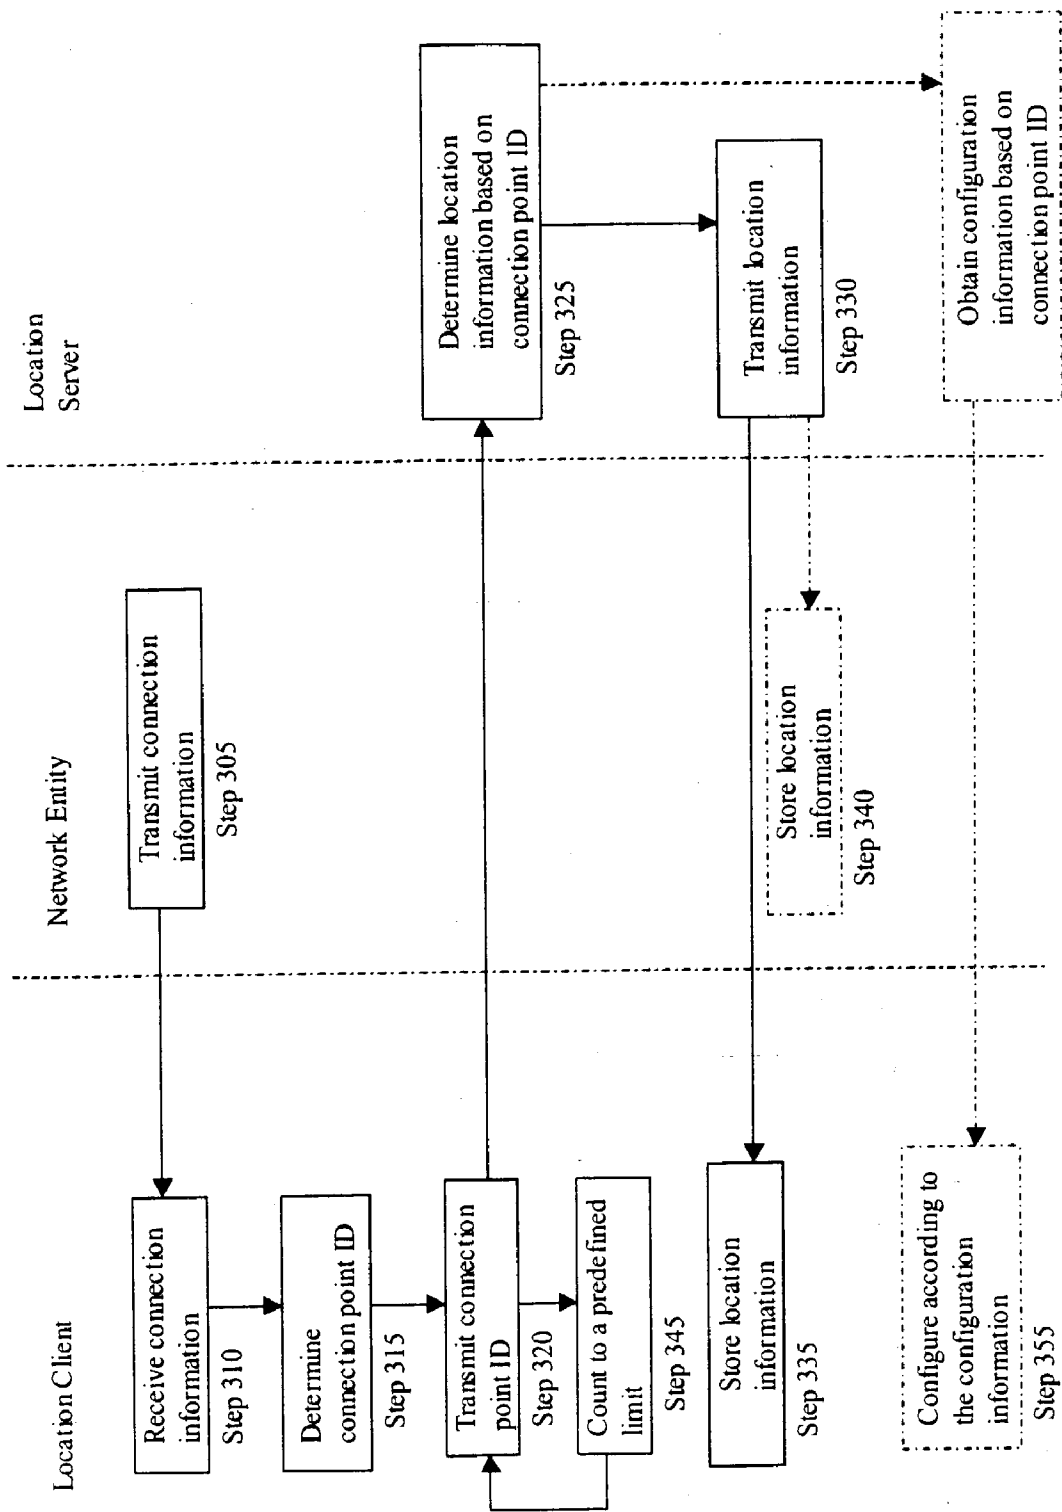 Location Client
Network Entity
Location
Server
Transmit connection
information
Step 305
Receive connection
information
Step 310
Determine
connection point ID
Step 315
Transmit connection
point ID
Step 320
Count to a predefined
limit
Step 345
Determine location
information based on
connection point ID
Step 325
Transmit location
information
Step 330
Store location
information
Step 335
Store location
information
Step 340
Obtain configuration
information based on
connection point ID
Configure according to
the configuration
information
Step 355